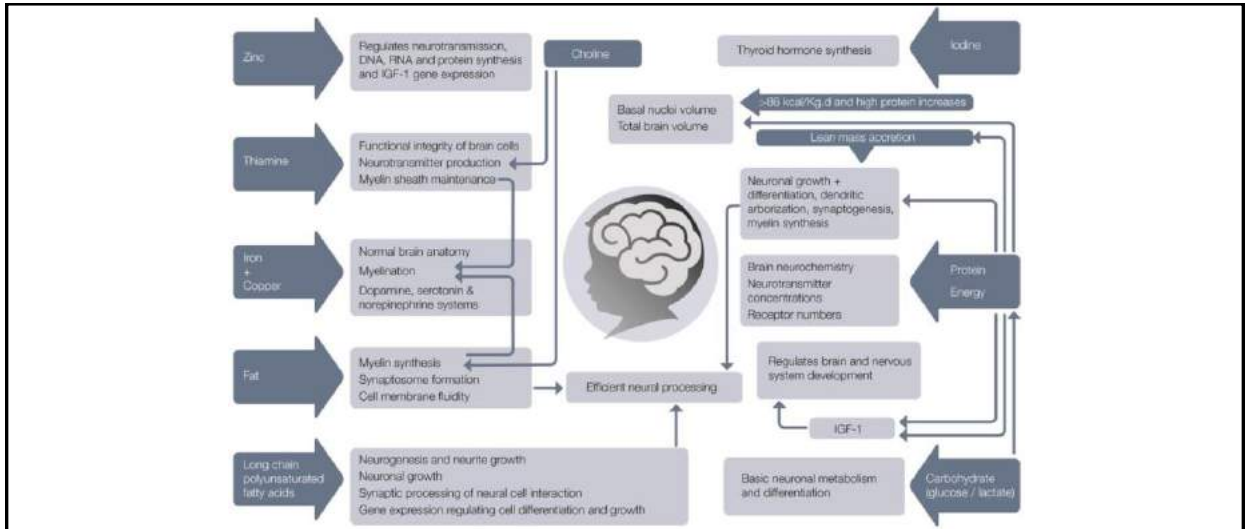 Zinc
Regulates neurotransmission,
DNA, RNA and protein synthesis
and IGF-1 gene expression
Choline
Thyroid hormone synthesis
Iodine
Basal nuclei volume
Total brain volume
>86 kcal/Kg.d and high protein increases
Lean mass accretion
Thiamine
Functional integrity of brain cells
Neurotransmitter production
Myelin sheath maintenance
Neuronal growth +
differentiation, dendritic
arborization, synaptogenesis,
myelin synthesis
Iron
+
Copper
Normal brain anatomy
Myelination
Dopamine, serotonin &
norepinephrine systems
Brain neurochemistry
Neurotransmitter
concentrations
Receptor numbers
Protein
Energy
Fat
Myelin synthesis
Synaptosome formation
Cell membrane fluidity
Efficient neural processing
Regulates brain and nervous
system development
IGF-1
Long chain
polyunsaturated
fatty acids
Neurogenesis and neurite growth
Neuronal growth
Synaptic processing of neural cell interaction
Gene expression regulating cell differentiation and growth
Basic neuronal metabolism
and differentiation
Carbohydrate
(glucose / lactate)